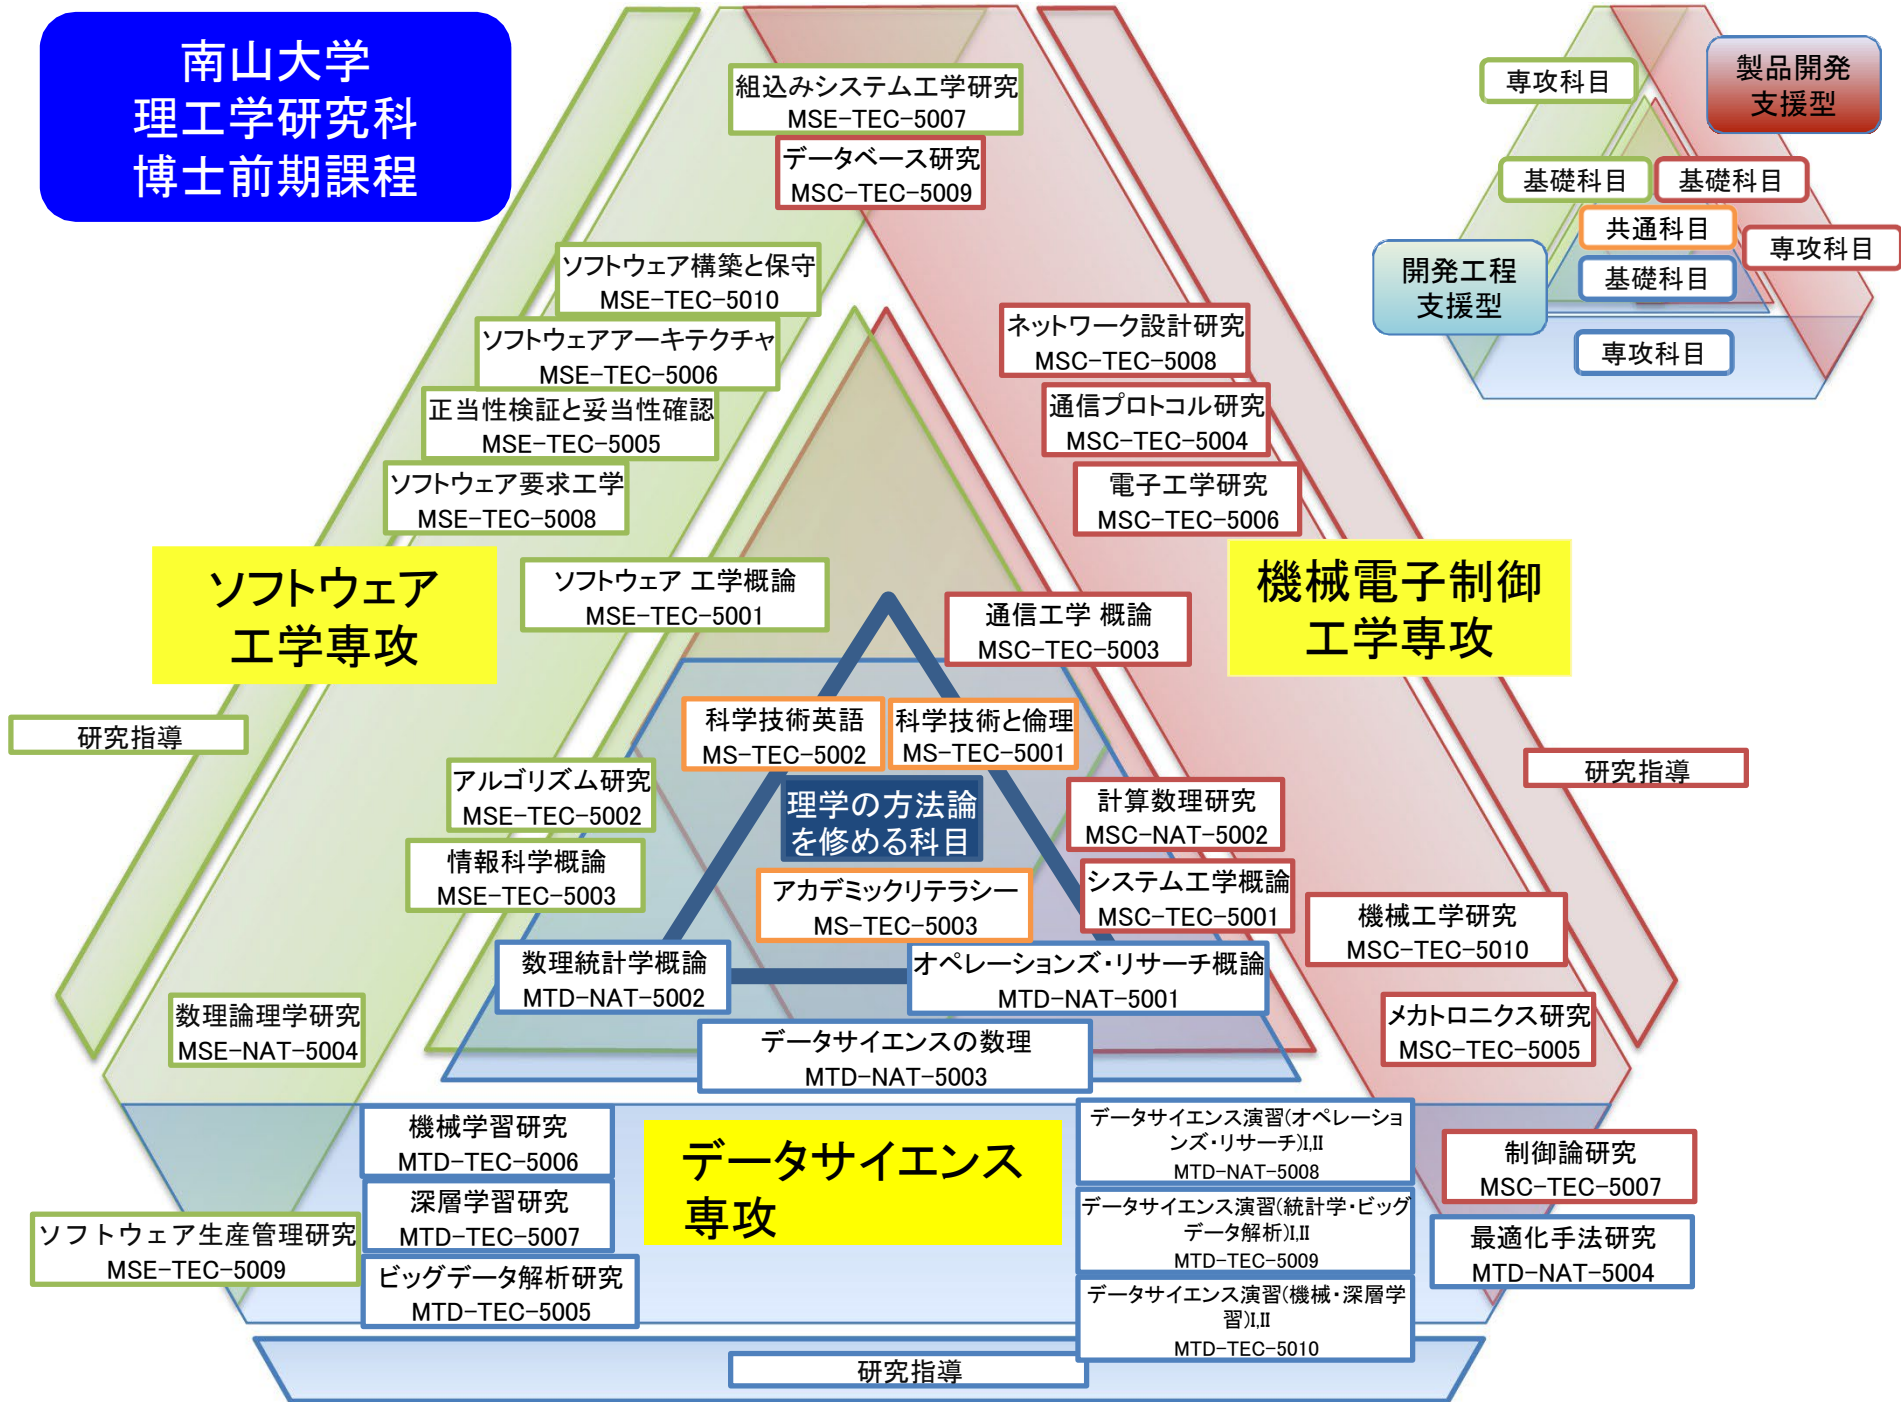 南山大学
理工学研究科
博士前期課程
組込みシステム工学研究
MSE-TEC-5007
データベース研究
MSC-TEC-5009
専攻科目
製品開発
支援型
基礎科目
基礎科目
共通科目
専攻科目
開発工程
支援型
基礎科目
専攻科目
ソフトウェア構築と保守
MSE-TEC-5010
ソフトウェアアーキテクチャ
MSE-TEC-5006
正当性検証と妥当性確認
MSE-TEC-5005
ソフトウェア要求工学
MSE-TEC-5008
ネットワーク設計研究
MSC-TEC-5008
通信プロトコル研究
MSC-TEC-5004
電子工学研究
MSC-TEC-5006
ソフトウェア
工学専攻
ソフトウェア 工学概論
MSE-TEC-5001
通信工学 概論
MSC-TEC-5003
機械電子制御
工学専攻
研究指導
科学技術英語
MS-TEC-5002
科学技術と倫理
MS-TEC-5001
研究指導
アルゴリズム研究
MSE-TEC-5002
理学の方法論
を修める科目
計算数理研究
MSC-NAT-5002
情報科学概論
MSE-TEC-5003
アカデミックリテラシー
MS-TEC-5003
システム工学概論
MSC-TEC-5001
機械工学研究
MSC-TEC-5010
数理統計学概論
MTD-NAT-5002
オペレーションズ・リサーチ概論
MTD-NAT-5001
数理論理学研究
MSE-NAT-5004
データサイエンスの数理
MTD-NAT-5003
メカトロニクス研究
MSC-TEC-5005
機械学習研究
MTD-TEC-5006
深層学習研究
MTD-TEC-5007
ビッグデータ解析研究
MTD-TEC-5005
ソフトウェア生産管理研究
MSE-TEC-5009
データサイエンス
専攻
データサイエンス演習(オペレーショ
ンズ・リサーチ)I,II
MTD-NAT-5008
データサイエンス演習(統計学・ビッグ
データ解析)I,II
MTD-TEC-5009
データサイエンス演習(機械・深層学
習)I,II
MTD-TEC-5010
制御論研究
MSC-TEC-5007
最適化手法研究
MTD-NAT-5004
研究指導